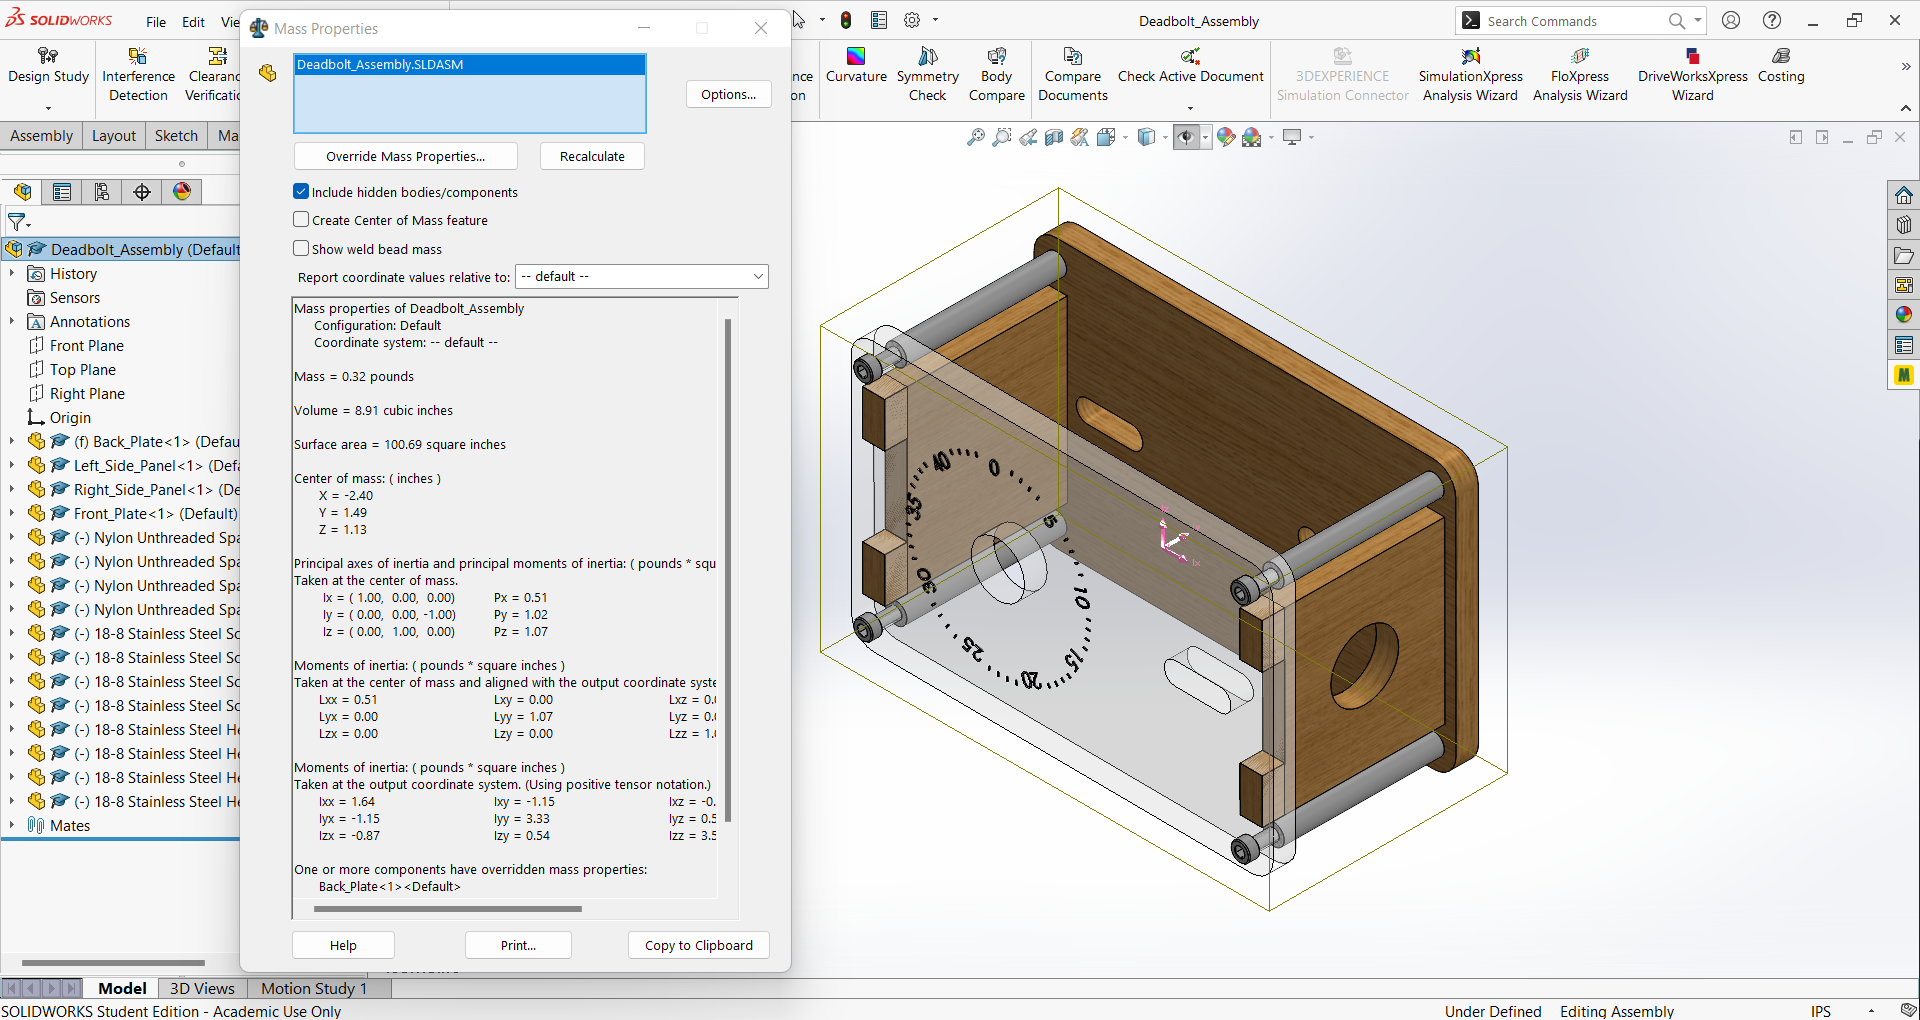 SOLIDWORKS
File
Edit
Vie
Deadbolt_Assembly
Search Commands
Design Study
Interference
Detection
Clearanc
Verificatio
nce
on
Curvature
Symmetry
Check
Body
Compare
Compare
Documents
Check Active Document
3DEXPERIENCE
Simulation Connector
SimulationXpress
Analysis Wizard
FloXpress
Analysis Wizard
DriveWorksXpress
Wizard
Costing
Assembly
Layout
Sketch
Ma
Deadbolt_Assembly (Default
History
Sensors
Annotations
Front Plane
Top Plane
Right Plane
Origin
(f) Back_Plate<1> (Defau
Left_Side_Panel<1> (Defa
Right_Side_Panel<1> (De
Front_Plate<1> (Default)
(-) Nylon Unthreaded Spa
(-) Nylon Unthreaded Spa
(-) Nylon Unthreaded Spa
(-) Nylon Unthreaded Spa
(-) 18-8 Stainless Steel So
(-) 18-8 Stainless Steel So
(-) 18-8 Stainless Steel So
(-) 18-8 Stainless Steel So
(-) 18-8 Stainless Steel He
(-) 18-8 Stainless Steel He
(-) 18-8 Stainless Steel He
(-) 18-8 Stainless Steel He
Mates
Mass Properties
Deadbolt_Assembly.SLDASM
Options...
Override Mass Properties...
Recalculate
Include hidden bodies/components
Create Center of Mass feature
Show weld bead mass
Report coordinate values relative to: -- default --
Mass properties of Deadbolt_Assembly
Configuration: Default
Coordinate system: -- default --
Mass = 0.32 pounds
Volume = 8.91 cubic inches
Surface area = 100.69 square inches
Center of mass: ( inches )
X = -2.40
Y = 1.49
Z = 1.13
Principal axes of inertia and principal moments of inertia: ( pounds * squ
Taken at the center of mass.
Ix = ( 1.00, 0.00, 0.00) Px = 0.51
Iy = ( 0.00, 0.00, -1.00) Py = 1.02
Iz = ( 0.00, 1.00, 0.00) Pz = 1.07
Moments of inertia: ( pounds * square inches )
Taken at the center of mass and aligned with the output coordinate syste
Lxx = 0.51 Lxy = 0.00 Lxz = 0.0
Lyx = 0.00 Lyy = 1.07 Lyz = 0.0
Lzx = 0.00 Lzy = 0.00 Lzz = 1.0
Moments of inertia: ( pounds * square inches )
Taken at the output coordinate system. (Using positive tensor notation.)
Ixx = 1.64 Ixy = -1.15 Ixz = -0.
Iyx = -1.15 Iyy = 3.33 Iyz = 0.5
Izx = -0.87 Izy = 0.54 Izz = 3.5
One or more components have overridden mass properties:
Back_Plate<1><Default>
Help
Print...
Copy to Clipboard
0
5
10
15
20
25
30
35
40
M
Model
3D Views
Motion Study 1
SOLIDWORKS Student Edition - Academic Use Only
Under Defined
Editing Assembly
IPS